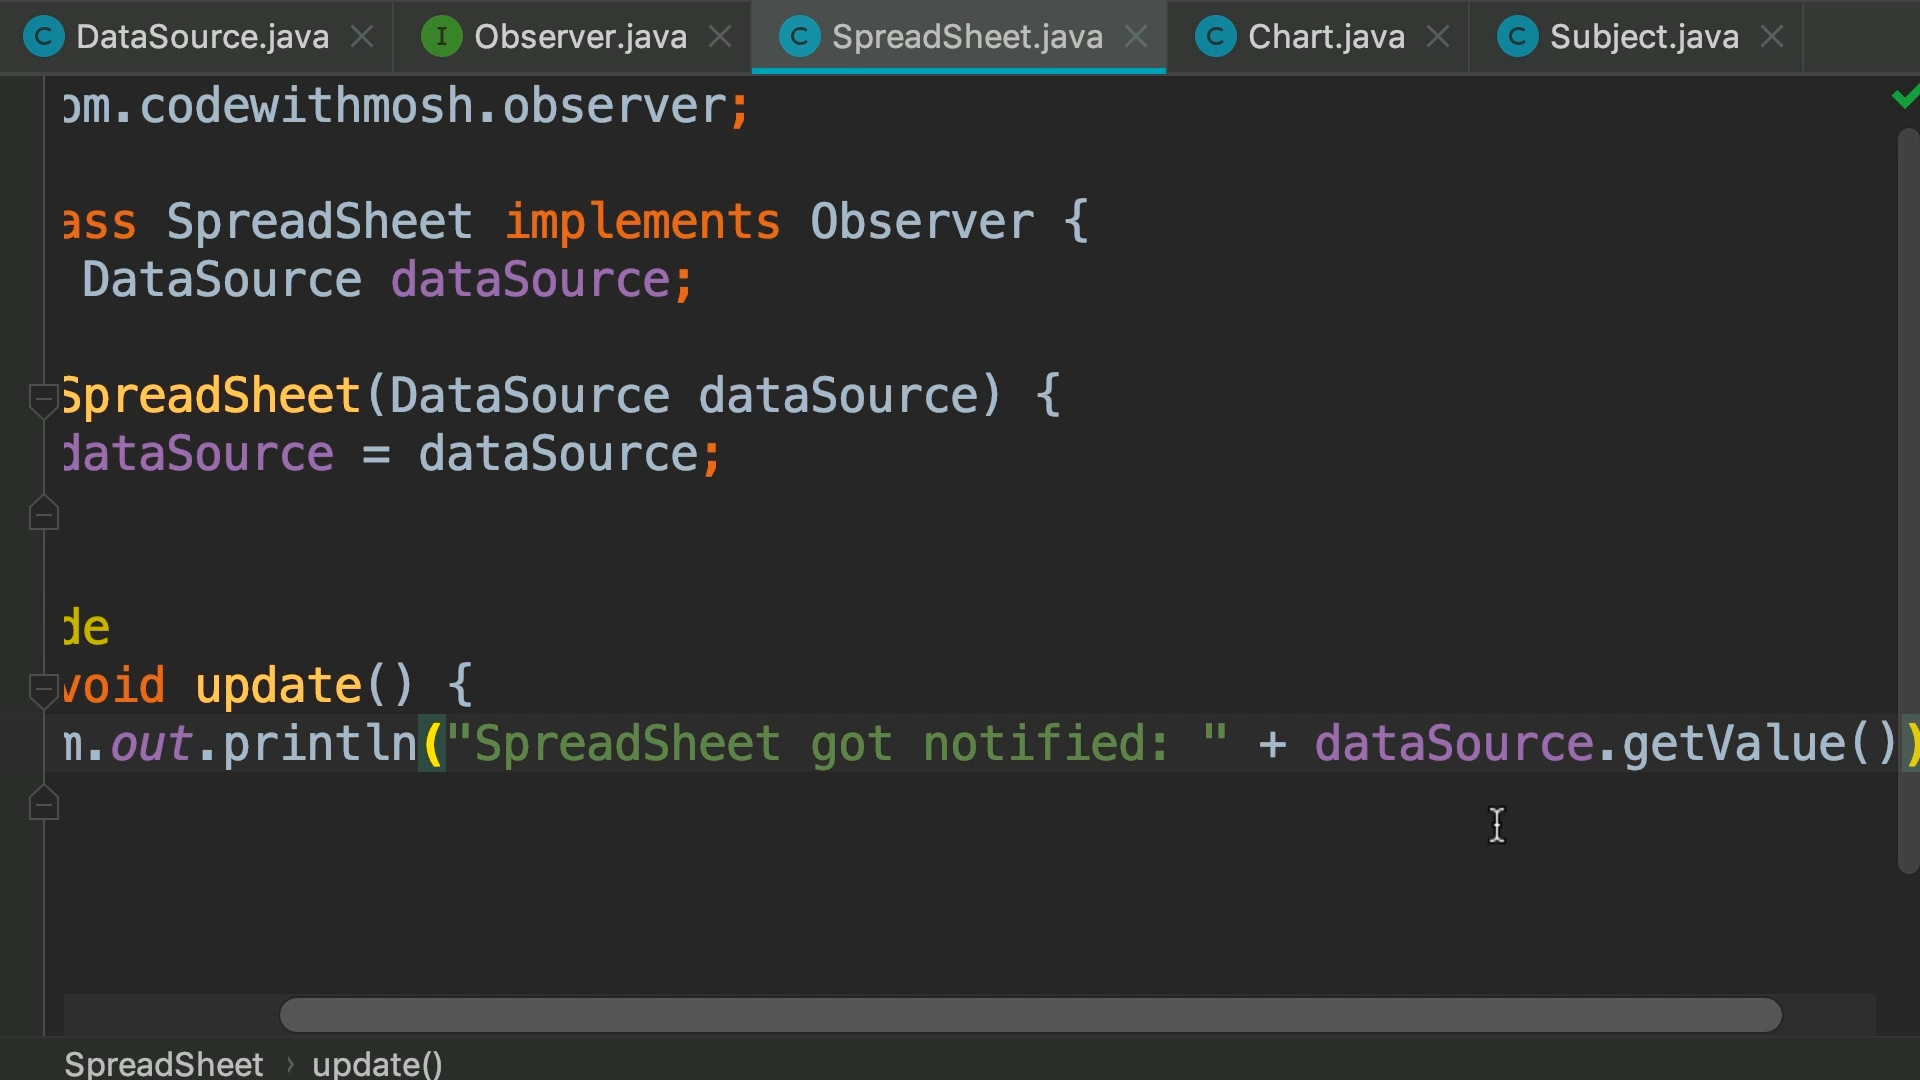 DataSource.java Observer.java SpreadSheet.java Chart.java Subject.java
om.codewithmosh.observer;
ass SpreadSheet implements Observer {
DataSource dataSource;
SpreadSheet(DataSource dataSource) {
dataSource = dataSource;
de
void update() {
m.out.println("SpreadSheet got notified: " + dataSource.getValue())
SpreadSheet › update()